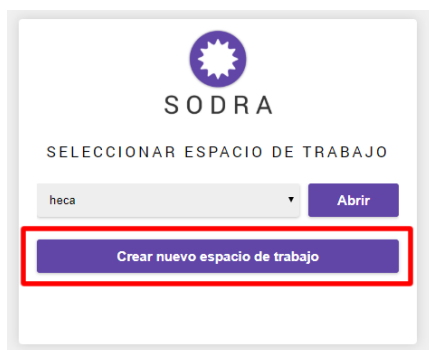 SODRA
SELECCIONAR ESPACIO DE TRABAJO
heca
Abrir
Crear nuevo espacio de trabajo